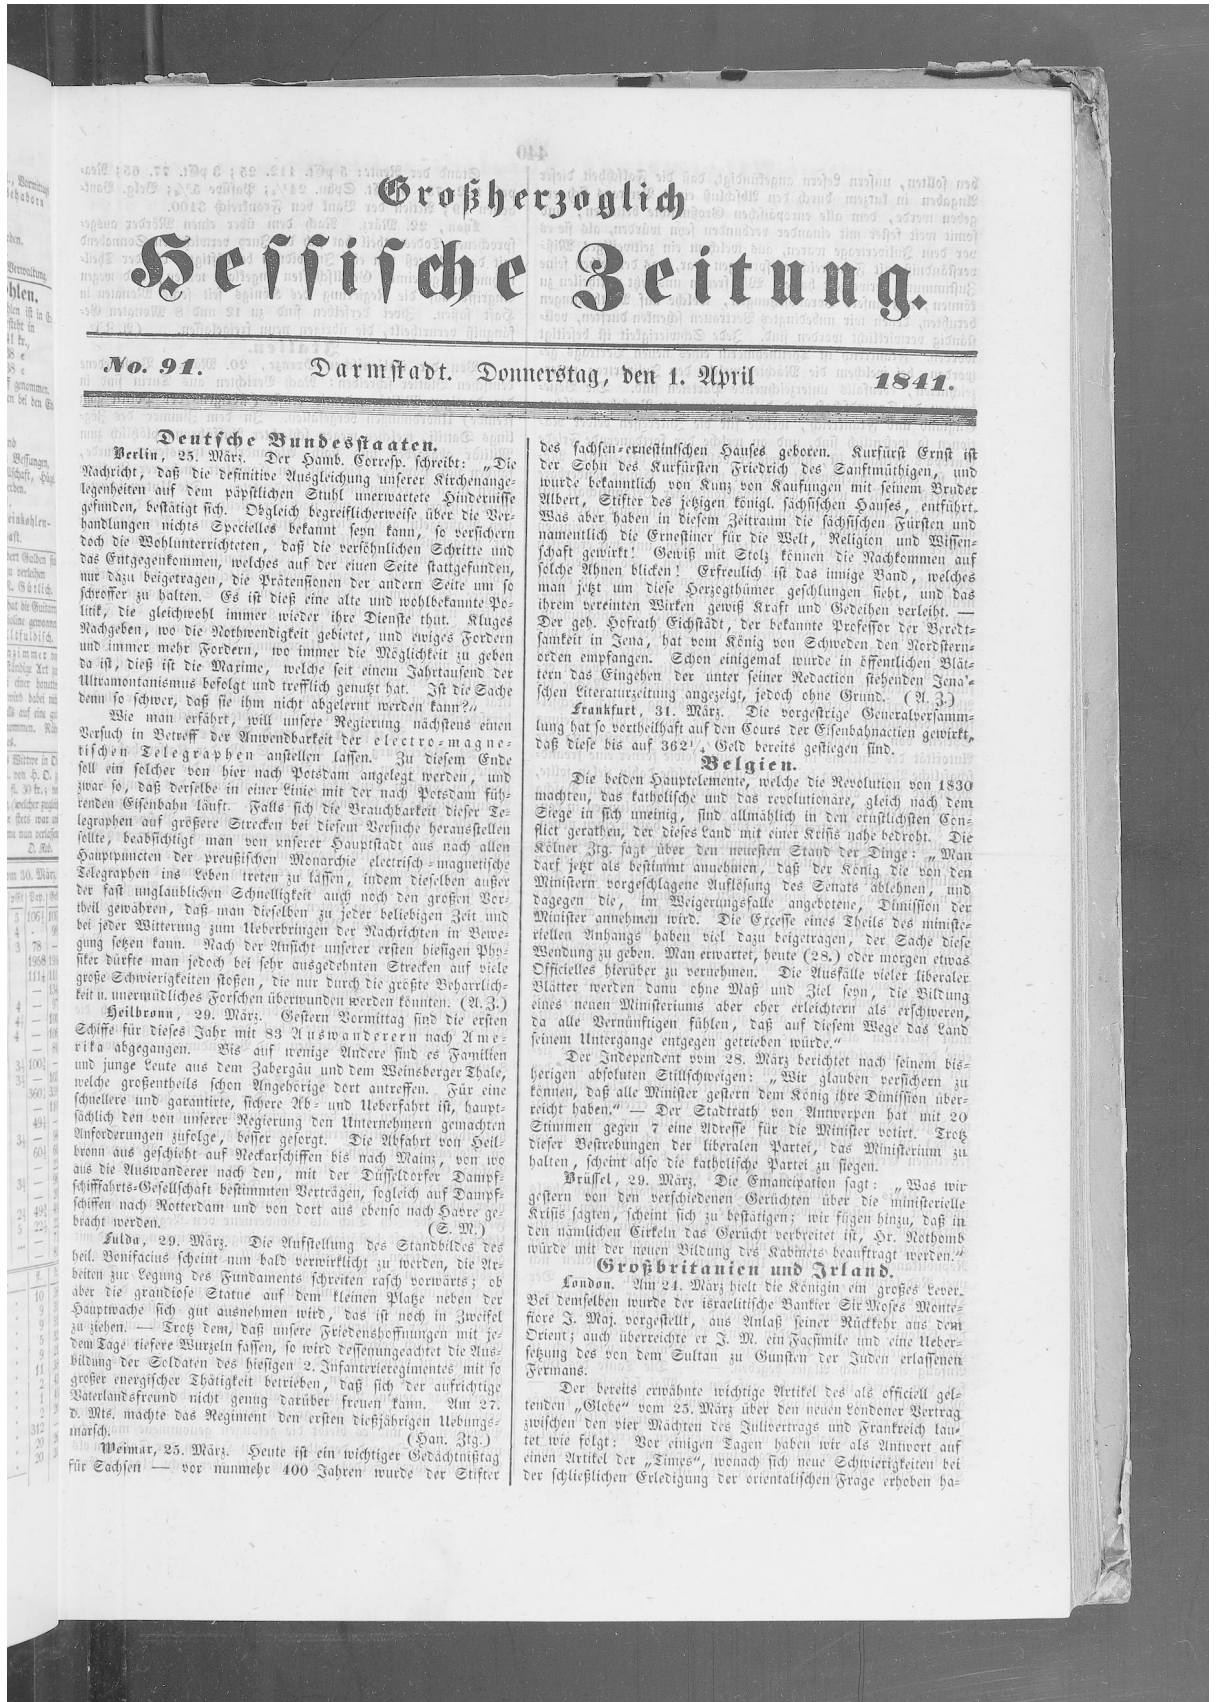 Großherzoglich
Hessische Zeitung.
No. 91. Darmstadt. Donnerstag, den 1. April 1841.
Deutsche Bundesstaaten.
Berlin, 25. März. Der Hamb. Corresp. schreibt: „Die
Nachricht, daß die definitive Ausgleichung unserer Kirchenange-
legenheiten auf dem päpstlichen Stuhl unerwartete Hindernisse
gefunden, bestätigt sich. Obgleich begreiflicherweise über die Ver-
handlungen nichts Specielles bekannt seyn kann, so versichern
doch die Wohlunterrichteten, daß die versöhnlichen Schritte und
das Entgegenkommen, welches auf der einen Seite stattgefunden,
nur dazu beigetragen, die Prätensionen der andern Seite um so
schroffer zu halten. Es ist dieß eine alte und wohlbekannte Po-
litik, die gleichwohl immer wieder ihre Dienste thut. Kluges
Nachgeben, wo die Nothwendigkeit gebietet, und ewiges Fordern
und immer mehr Fordern, wo immer die Möglichkeit zu geben
da ist, dieß ist die Marime, welche seit einem Jahrtausend der
Ultramontanismus befolgt und trefflich genutzt hat. Ist die Sache
denn so schwer, daß sie ihm nicht abgelernt werden kann?"
Wie man erfährt, will unsere Regierung nächstens einen
Versuch in Betreff der Anwendbarkeit der electro-magne-
tischen Telegraphen anstellen lassen. Zu diesem Ende
soll ein solcher von hier nach Potsdam angelegt werden, und
zwar so, daß derselbe in einer Linie mit der nach Potsdam füh-
renden Eisenbahn läuft. Falls sich die Brauchbarkeit dieser Te-
legraphen auf größere Strecken bei diesem Versuche herausstellen
sollte, beabsichtigt man von unserer Hauptstadt aus nach allen
Hauptpuncten der preußischen Monarchie electrisch-magnetische
Telegraphen ins Leben treten zu lassen, indem dieselben außer
der fast unglaublichen Schnelligkeit auch noch den großen Vor-
theil gewähren, daß man dieselben zu jeder beliebigen Zeit und
bei jeder Witterung zum Ueberbringen der Nachrichten in Bewe-
gung setzen kann. Nach der Ansicht unserer ersten hiesigen Phy-
siker dürfte man jedoch bei sehr ausgedehnten Strecken auf viele
große Schwierigkeiten stoßen, die nur durch die größte Beharrlich-
keit u. unermüdliches Forschen überwunden werden könnten. (A. Z.)
Heilbronn, 29. März. Gestern Vormittag sind die ersten
Schiffe für dieses Jahr mit 83 Auswanderern nach Ame-
rika abgegangen. Bis auf wenige Andere sind es Familien
und junge Leute aus dem Zabergäu und dem Weinsberger Thale,
welche großentheils schon Angehörige dort antreffen. Für eine
schnellere und garantirte, sichere Ab- und Ueberfahrt ist, haupt-
sächlich den von unserer Regierung den Unternehmern gemachten
Anforderungen zufolge, besser gesorgt. Die Abfahrt von Heil-
bronn aus geschieht auf Neckarschiffen bis nach Mainz, von wo
aus die Auswanderer nach den, mit der Düsseldorfer Dampf-
schifffahrts-Gesellschaft bestimmten Verträgen, sogleich auf Dampf-
schiffen nach Rotterdam und von dort aus ebenso nach Havre ge-
bracht werden. (S. M.)
Fulda, 29. März. Die Aufstellung des Standbildes des
heil. Bonifacius scheint nun bald verwirklicht zu werden, die Ar-
beiten zur Legung des Fundaments schreiten rasch vorwärts; ob
aber die grandiose Statue auf dem kleinen Platze neben der
Hauptwache sich gut ausnehmen wird, das ist noch in Zweifel
zu ziehen. — Trotz dem, daß unsere Friedenshoffnungen mit je-
dem Tage tiefere Wurzeln fassen, so wird dessenungeachtet die Aus-
bildung der Soldaten des hiesigen 2. Infanterieregimentes mit so
großer energischer Thätigkeit betrieben, daß sich der aufrichtige
Vaterlandsfreund nicht genug darüber freuen kann. Am 27.
d. Mts. machte das Regiment den ersten dießjährigen Uebungs-
marsch. (Han. Ztg.)
Weimar, 25. März. Heute ist ein wichtiger Gedächtnißtag
für Sachsen — vor nunmehr 400 Jahren wurde der Stifter
des sachsen-ernestinischen Hauses geboren. Kurfürst Ernst ist
der Sohn des Kurfürsten Friedrich des Sanftmüthigen, und
wurde bekanntlich von Kunz von Kaufungen mit seinem Bruder
Albert, Stifter des jetzigen königl. sächsischen Hauses, entführt.
Was aber haben in diesem Zeitraum die sächsischen Fürsten und
namentlich die Ernestiner für die Welt, Religion und Wissen-
schaft gewirkt! Gewiß mit Stolz können die Nachkommen auf
solche Ahnen blicken! Erfreulich ist das innige Band, welches
man jetzt um diese Herzogthümer geschlungen sieht, und das
ihrem vereinten Wirken gewiß Kraft und Gedeihen verleiht. —
Der geh. Hofrath Eichstädt, der bekannte Professor der Beredt-
samkeit in Jena, hat vom König von Schweden den Nordstern-
orden empfangen. Schon einigemal wurde in öffentlichen Blät-
tern das Eingehen der unter seiner Redaction stehenden Jena'-
schen Literaturzeitung angezeigt, jedoch ohne Grund. (A. Z.)
Frankfurt, 31. März. Die vorgestrige Generalversamm-
lung hat so vortheilhaft auf den Cours der Eisenbahnactien gewirkt,
daß diese bis auf 362 1/4 Geld bereits gestiegen sind.
Belgien.
Die beiden Hauptelemente, welche die Revolution von 1830
machten, das katholische und das revolutionäre, gleich nach dem
Siege in sich uneinig, sind allmählich in den ernstlichsten Con-
flict gerathen, der dieses Land mit einer Krisis nahe bedroht. Die
Kölner Ztg. sagt über den neuesten Stand der Dinge: „Man
darf jetzt als bestimmt annehmen, daß der König die von den
Ministern vorgeschlagene Auflösung des Senats ablehnen, und
dagegen die, im Weigerungsfalle angebotene, Dimission der
Minister annehmen wird. Die Excesse eines Theils des ministe-
riellen Anhangs haben viel dazu beigetragen, der Sache diese
Wendung zu geben. Man erwartet, heute (28.) oder morgen etwas
Officielles hierüber zu vernehmen. Die Ausfälle vieler liberaler
Blätter werden dann ohne Maß und Ziel seyn, die Bildung
eines neuen Ministeriums aber eher erleichtern als erschweren,
da alle Vernünftigen fühlen, daß auf diesem Wege das Land
seinem Untergange entgegen getrieben würde."
Der Independent vom 28. März berichtet nach seinem bis-
herigen absoluten Stillschweigen: „Wir glauben versichern zu
können, daß alle Minister gestern dem König ihre Dimission über-
reicht haben." — Der Stadtrath von Antwerpen hat mit 20
Stimmen gegen 7 eine Adresse für die Minister votirt. Trotz
dieser Bestrebungen der liberalen Partei, das Ministerium zu
halten, scheint also die katholische Partei zu siegen.
Brüssel, 29. März. Die Emancipation sagt: „Was wir
gestern von den verschiedenen Gerüchten über die ministerielle
Krisis sagten, scheint sich zu bestätigen; wir fügen hinzu, daß in
den nämlichen Cirkeln das Gerücht verbreitet ist, Hr. Nothomb
würde mit der neuen Bildung des Kabinets beauftragt werden."
Großbritanien und Irland.
London. Am 24. März hielt die Königin ein großes Lever.
Bei demselben wurde der israelitische Bankier Sir Moses Monte-
fiore J. Maj. vorgestellt, aus Anlaß seiner Rückkehr aus dem
Orient; auch überreichte er J. M. ein Facsimile und eine Ueber-
setzung des von dem Sultan zu Gunsten der Juden erlassenen
Fermans.
Der bereits erwähnte wichtige Artikel des als officiell gel-
tenden „Globe" vom 25. März über den neuen Londoner Vertrag
zwischen den vier Mächten des Julivertrags und Frankreich lau-
tet wie folgt: Vor einigen Tagen haben wir als Antwort auf
einen Artikel der „Times", wonach sich neue Schwierigkeiten bei
der schließlichen Erledigung der orientalischen Frage erhoben ha-